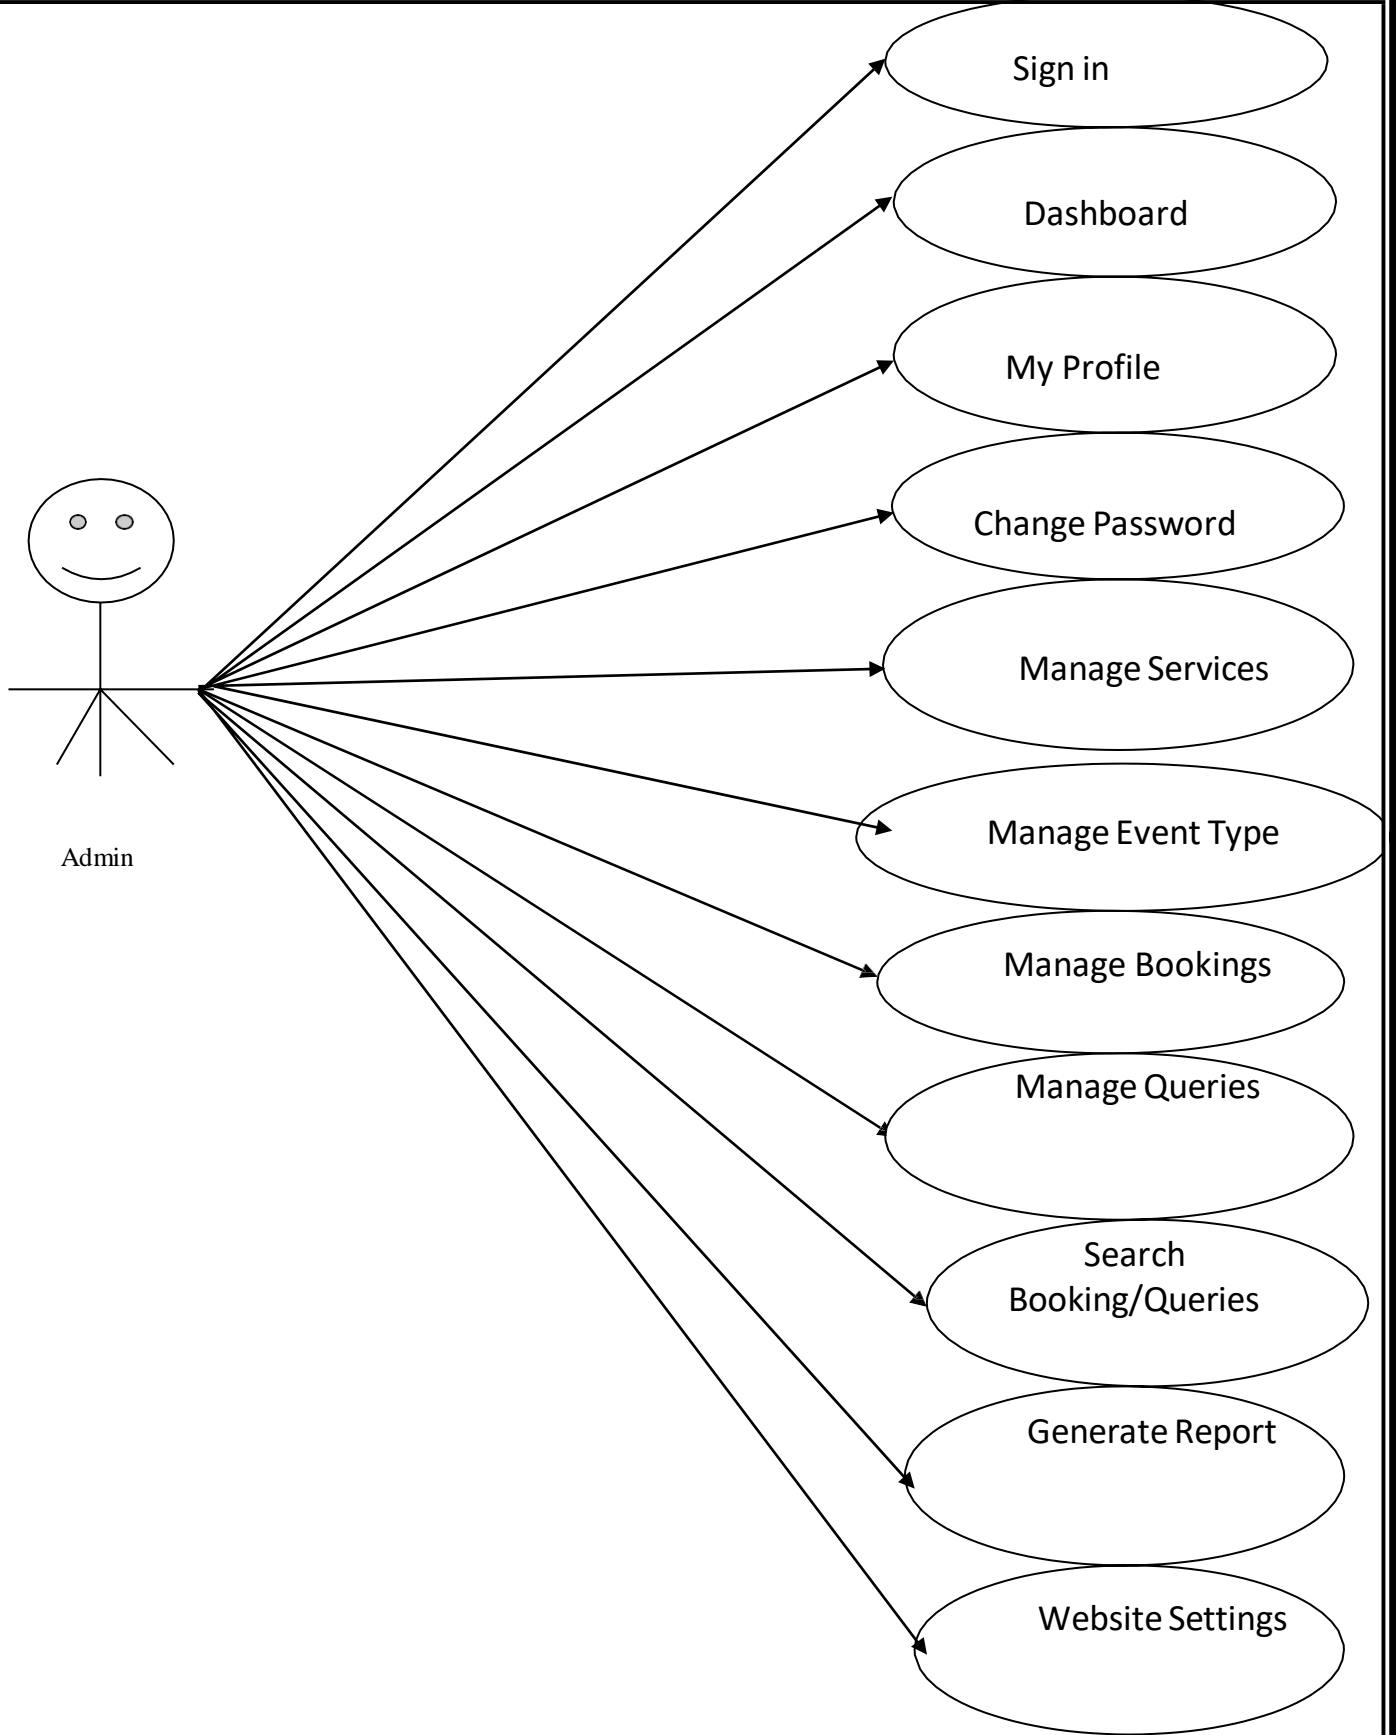 Sign in
Dashboard
My Profile
Change Password
Manage Services
Manage Event Type
Admin
Manage Bookings
Manage Queries
Search
Booking/Queries
Generate Report
Website Settings